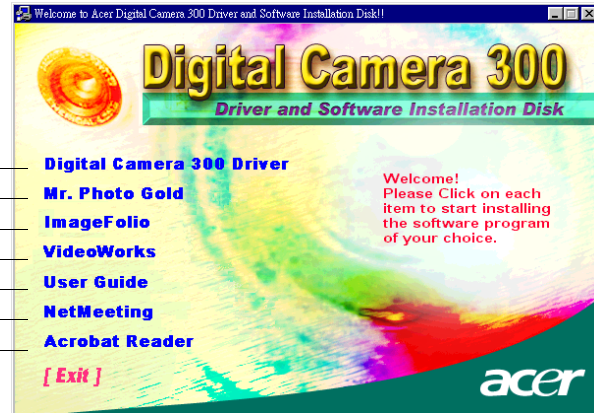 Welcome to Acer Digital Camera 300 Driver and Software Installation Disk!!
Digital Camera 300
Driver and Software Installation Disk
Digital Camera 300 Driver
Mr. Photo Gold
ImageFolio
VideoWorks
User Guide
NetMeeting
Acrobat Reader
[ Exit ]
Welcome!
Please Click on each
item to start installing
the software program
of your choice.
acer